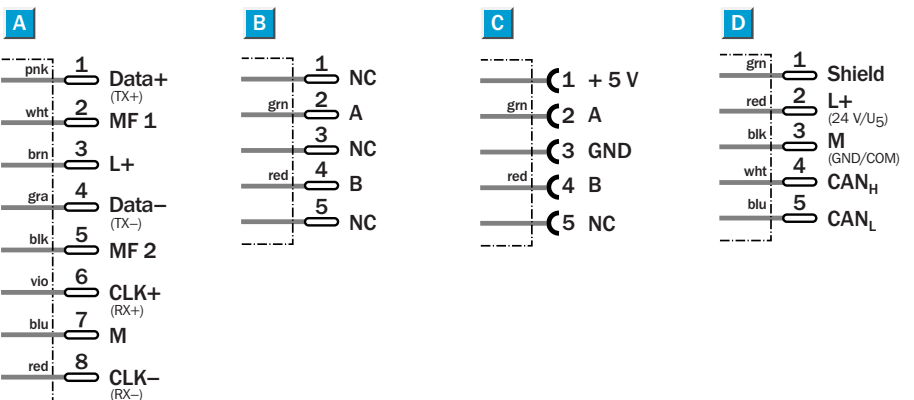 A
pnk 1 Data+
(TX+)
wht 2 MF 1
brn 3 L+
gra 4 Data–
(TX–)
blk 5 MF 2
vio 6 CLK+
(RX+)
blu 7 M
red 8 CLK–
(RX–)
B
1 NC
grn 2 A
3 NC
red 4 B
5 NC
C
1 + 5 V
grn 2 A
3 GND
red 4 B
5 NC
D
grn 1 Shield
red 2 L+
(24 V/U5)
blk 3 M
(GND/COM)
wht 4 CANH
blu 5 CANL